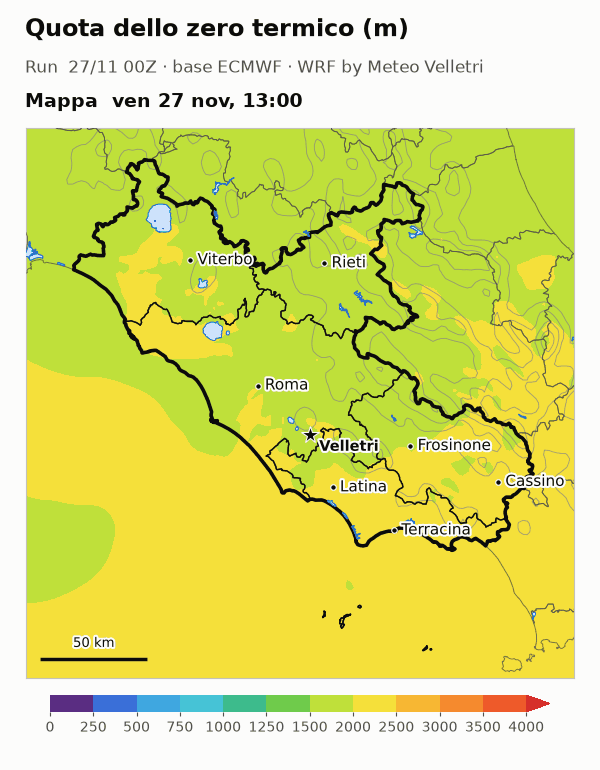 Quota dello zero termico (m)
Run  27/11 00Z · base ECMWF · WRF by Meteo Velletri
Mappa  ven 27 nov, 13:00
Viterbo
Rieti
Roma
Velletri
Frosinone
Cassino
Latina
Terracina
50 km
0 250 500 750 1000 1250 1500 2000 2500 3000 3500 4000